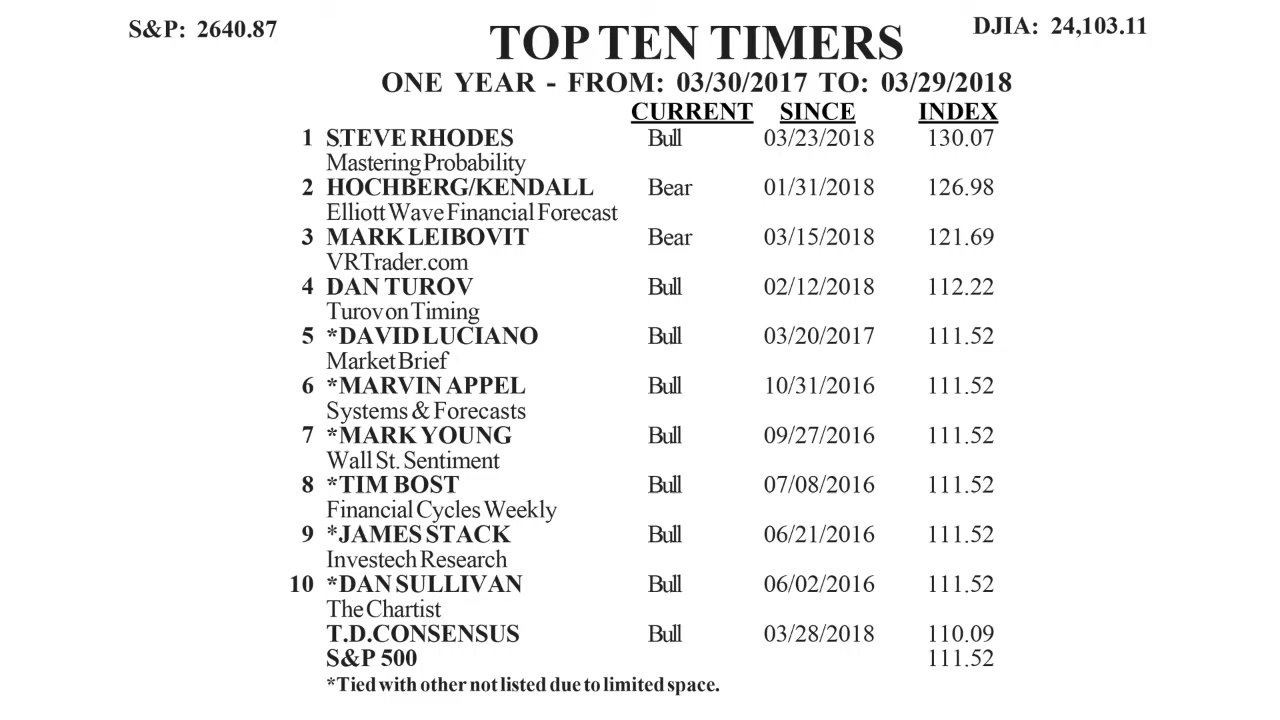 S&P: 2640.87
DJIA: 24,103.11
TOP TEN TIMERS
ONE YEAR - FROM: 03/30/2017 TO: 03/29/2018
CURRENT SINCE INDEX
1 S.TEVE RHODES Bull 03/23/2018 130.07
Mastering Probability
2 HOCHBERG/KENDALL Bear 01/31/2018 126.98
Elliott Wave Financial Forecast
3 MARK LEIBOVIT Bear 03/15/2018 121.69
VRTrader.com
4 DAN TUROV Bull 02/12/2018 112.22
Turov on Timing
5 *DAVID LUCIANO Bull 03/20/2017 111.52
Market Brief
6 *MARVIN APPEL Bull 10/31/2016 111.52
Systems & Forecasts
7 *MARK YOUNG Bull 09/27/2016 111.52
Wall St. Sentiment
8 *TIM BOST Bull 07/08/2016 111.52
Financial Cycles Weekly
9 *JAMES STACK Bull 06/21/2016 111.52
Investech Research
10 *DAN SULLIVAN Bull 06/02/2016 111.52
The Chartist
T.D.CONSENSUS Bull 03/28/2018 110.09
S&P 500 111.52
*Tied with other not listed due to limited space.